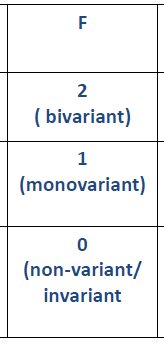 F
2
( bivariant)
1
(monovariant)
0
(non-variant/
invariant